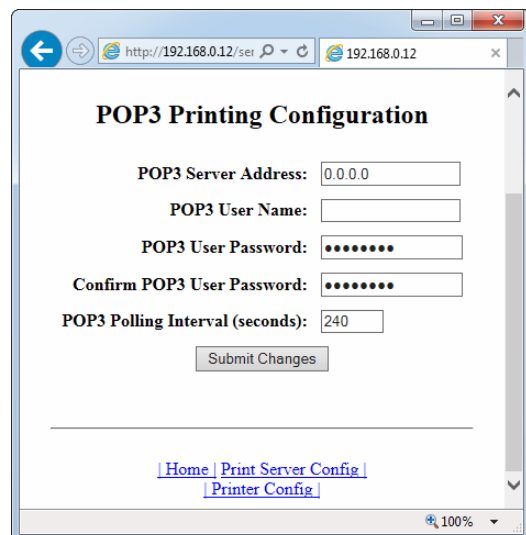 http://192.168.0.12/ser
192.168.0.12
POP3 Printing Configuration
POP3 Server Address: 0.0.0.0
POP3 User Name:
POP3 User Password: ●●●●●●●●
Confirm POP3 User Password: ●●●●●●●●
POP3 Polling Interval (seconds): 240
Submit Changes
| Home | Print Server Config |
| Printer Config |
100%